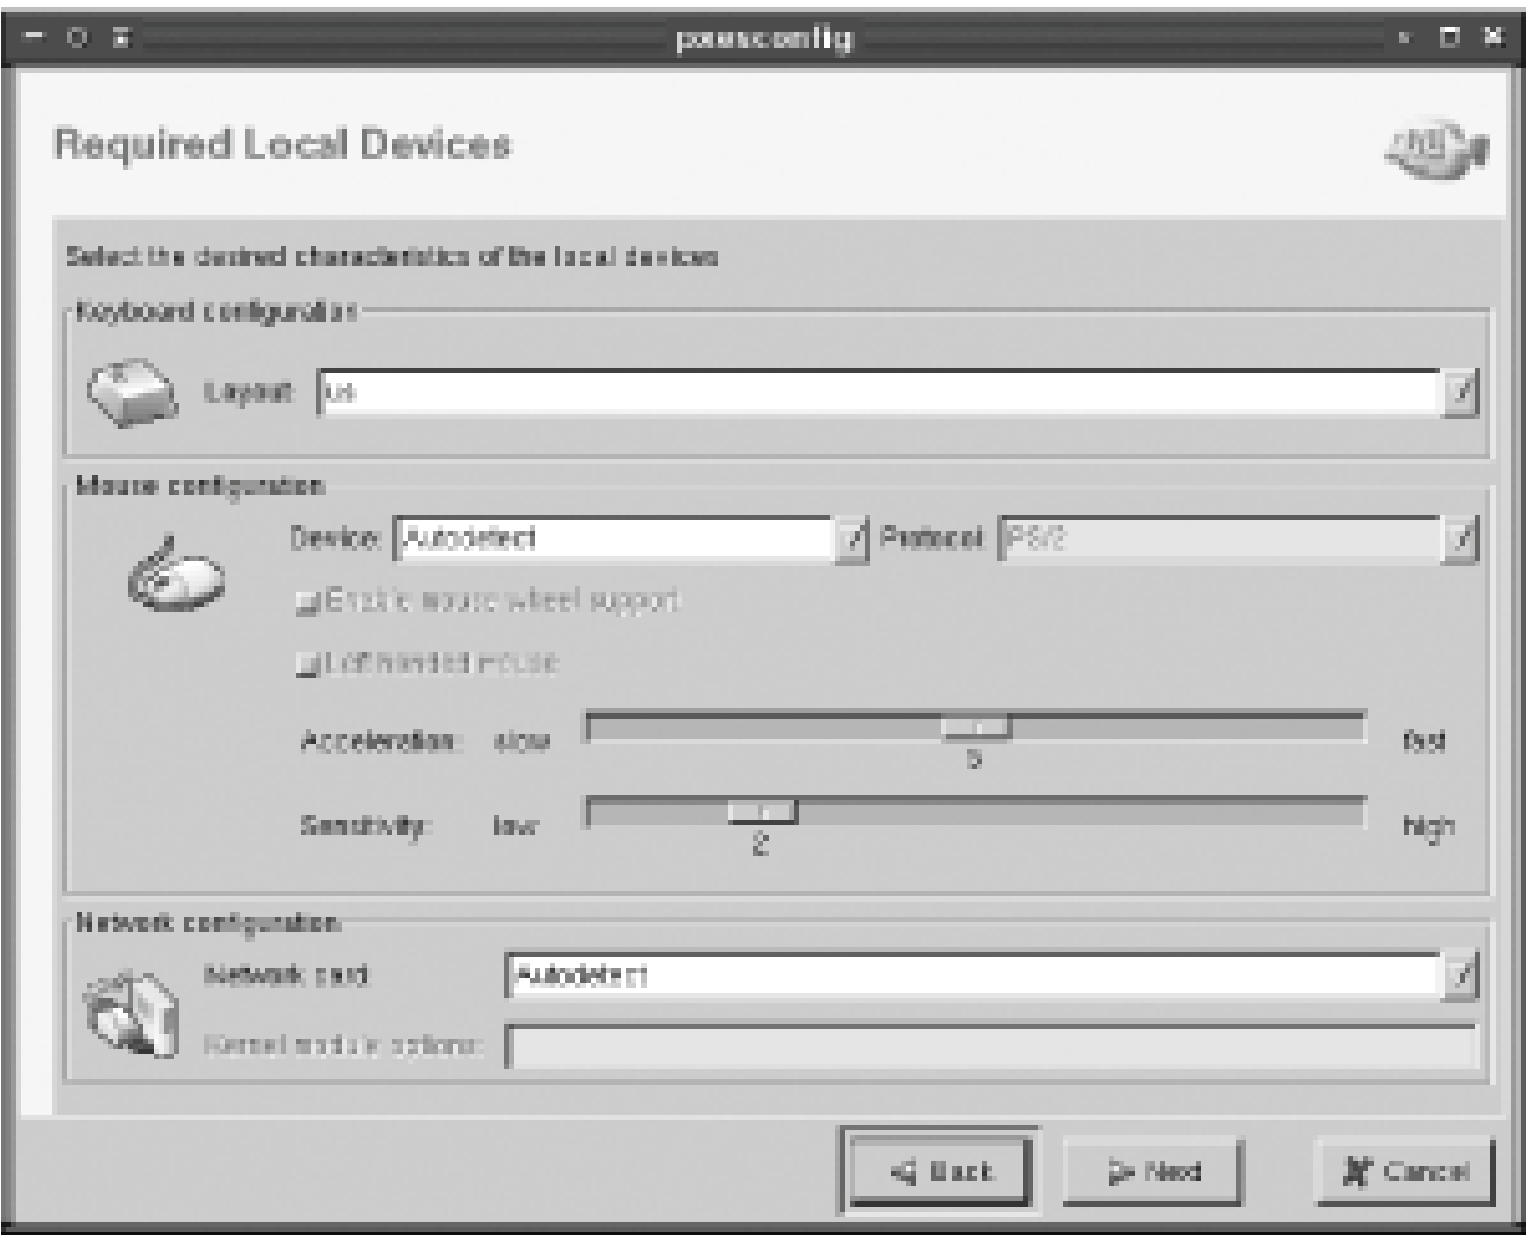 pxesconfig
Required Local Devices
Select the desired characteristics of the local devices
Keyboard configuration
Layout: us
Mouse configuration
Device: Autodetect Protocol: PS/2
Enable mouse wheel support
Left handed mouse
Acceleration: slow fast
5
Sensitivity: low high
2
Network configuration
Network card: Autodetect
Kernel module options:
Back Next Cancel